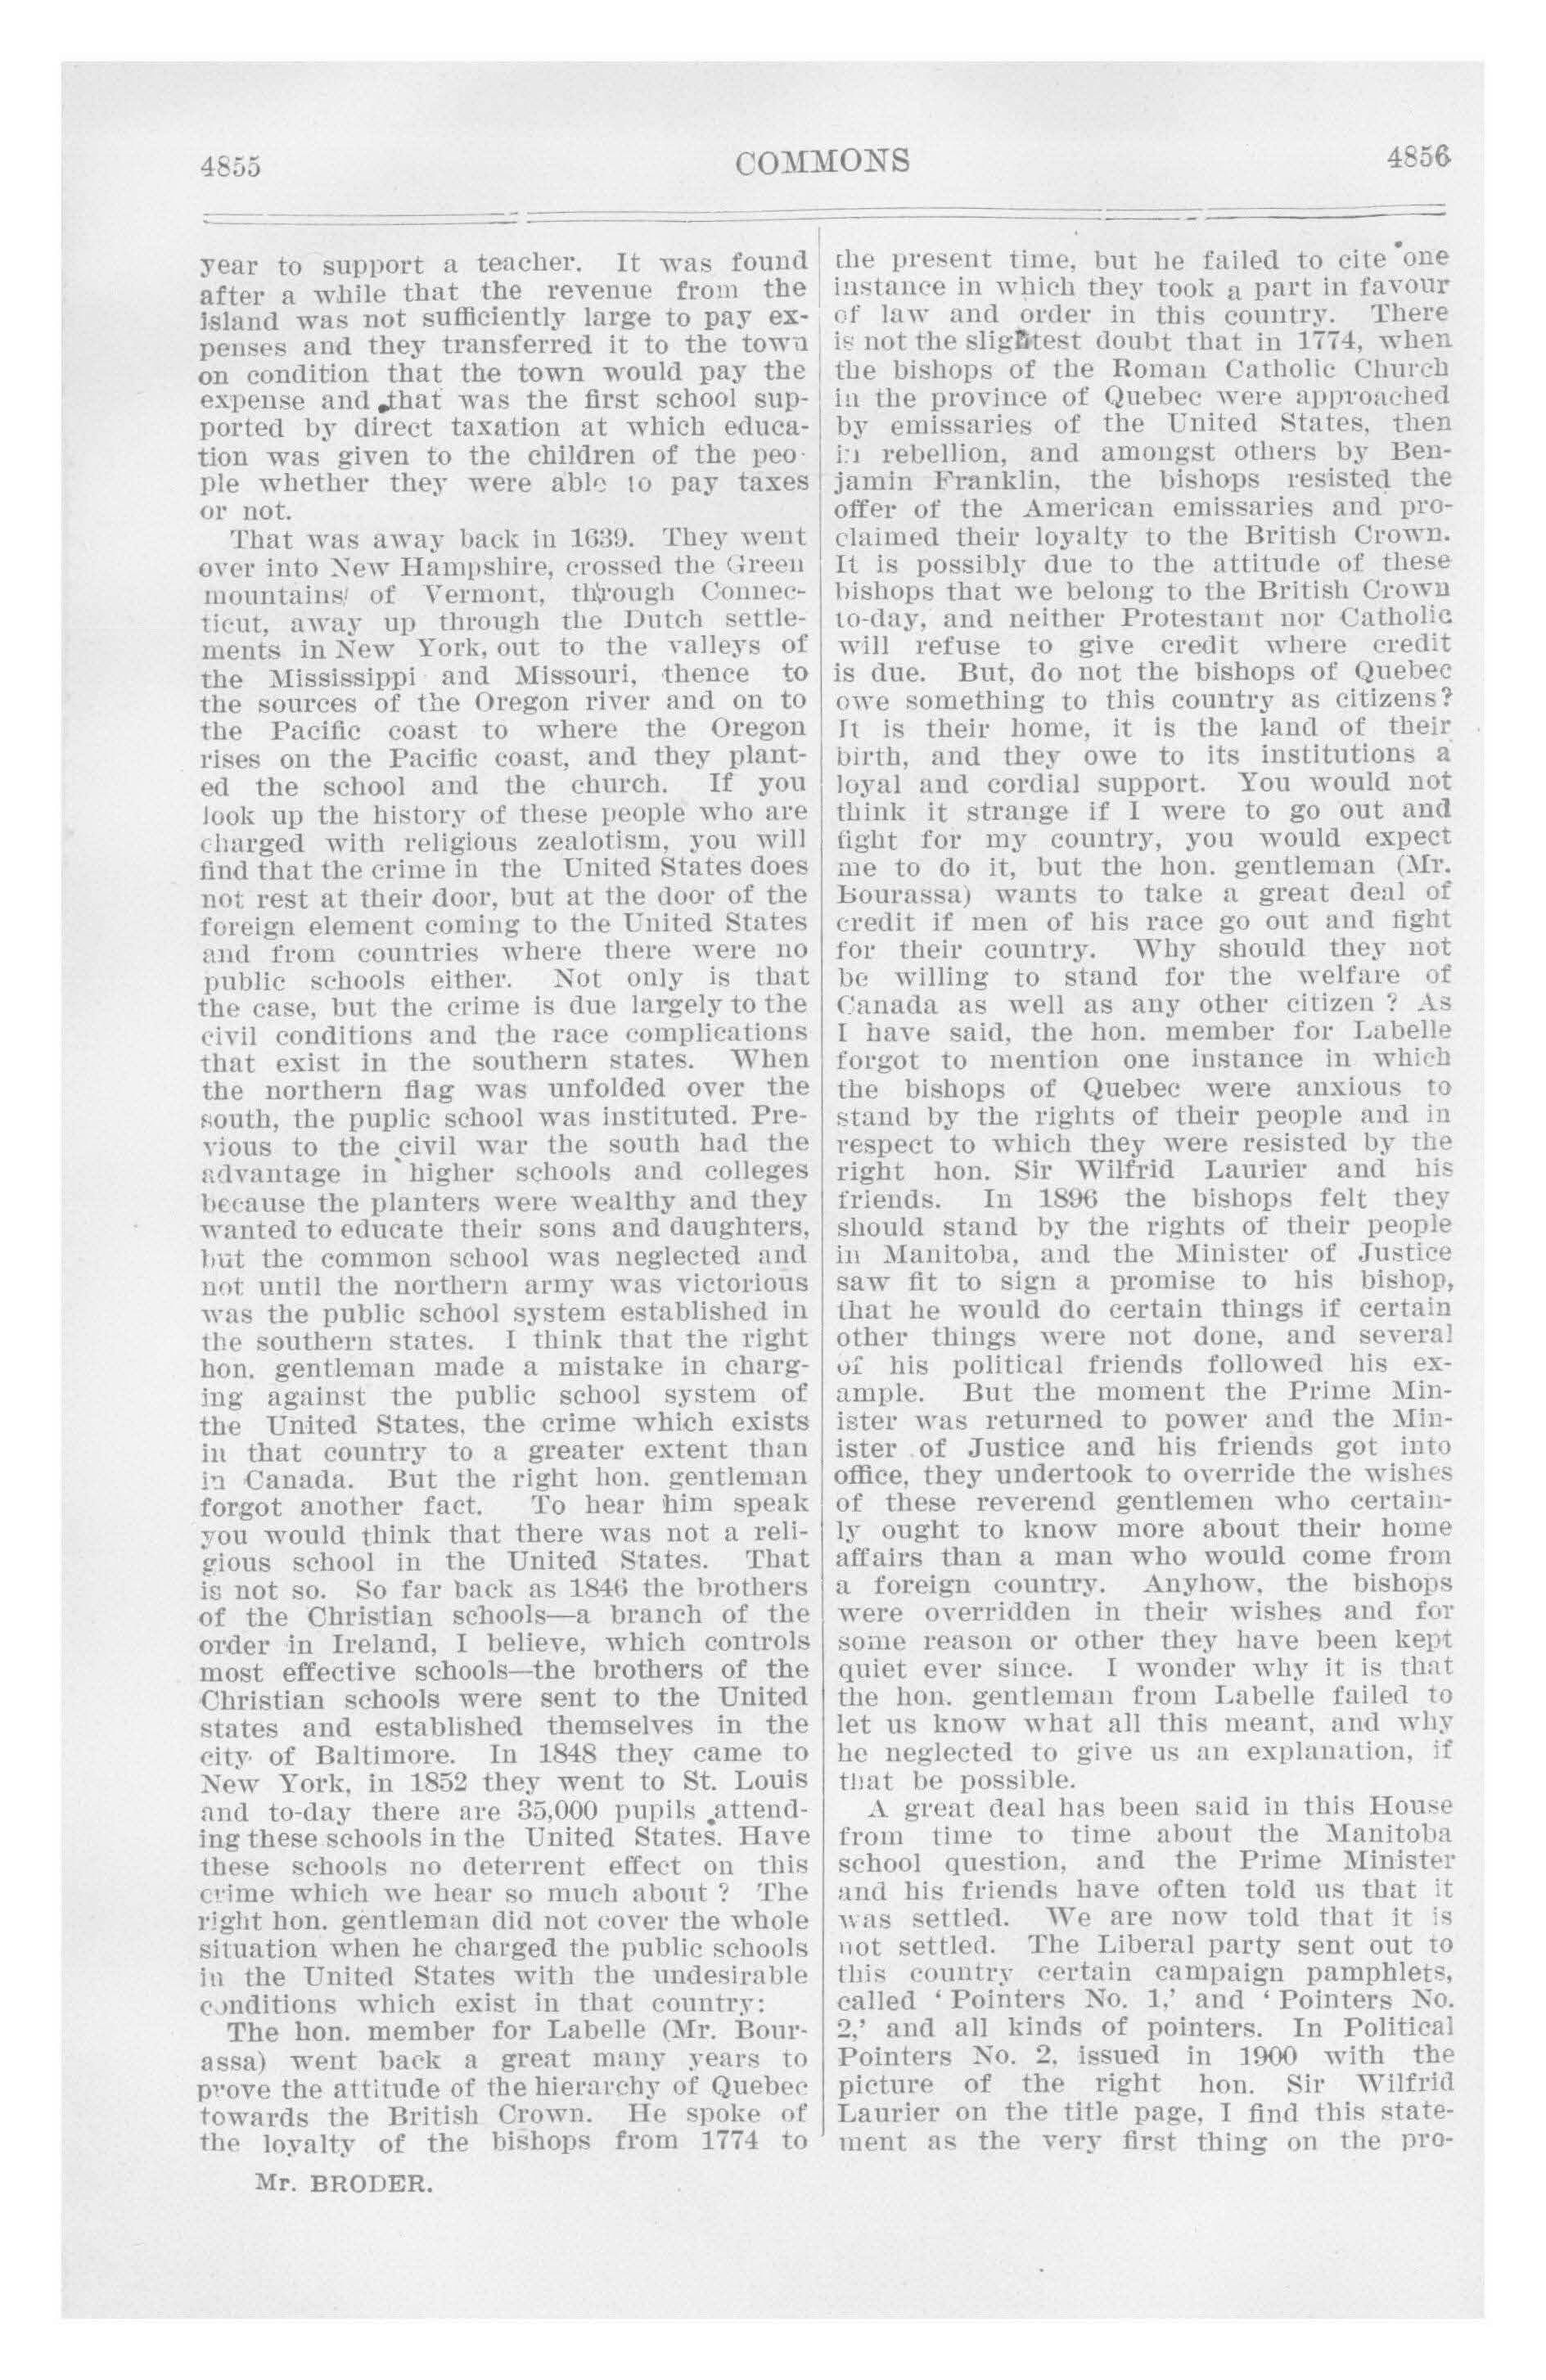 4855
COMMONS
4856
year to support a teacher. It was found
after a while that the revenue from the
island was not sufficiently large to pay ex-
penses and they transferred it to the town
on condition that the town would pay the
expense and that was the first school sup-
ported by direct taxation at which educa-
tion was given to the children of the peo-
ple whether they were able to pay taxes
or not.
That was away back in 1639. They went
over into New Hampshire, crossed the Green
mountains of Vermont, through Connec-
ticut, away up through the Dutch settle-
ments in New York, out to the valleys of
the Mississippi and Missouri, thence to
the sources of the Oregon river and on to
the Pacific coast to where the Oregon
rises on the Pacific coast, and they plant-
ed the school and the church. If you
look up the history of these people who are
charged with religious zealotism, you will
find that the crime in the United States does
not rest at their door, but at the door of the
foreign element coming to the United States
and from countries where there were no
public schools either. Not only is that
the case, but the crime is due largely to the
civil conditions and the race complications
that exist in the southern states. When
the northern flag was unfolded over the
south, the puplic school was instituted. Pre-
vious to the civil war the south had the
advantage in higher schools and colleges
because the planters were wealthy and they
wanted to educate their sons and daughters,
but the common school was neglected and
not until the northern army was victorious
was the public school system established in
the southern states. I think that the right
hon. gentleman made a mistake in charg-
ing against the public school system of
the United States, the crime which exists
in that country to a greater extent than
in Canada. But the right hon. gentleman
forgot another fact. To hear him speak
you would think that there was not a reli-
gious school in the United States. That
is not so. So far back as 1846 the brothers
of the Christian schools—a branch of the
order in Ireland, I believe, which controls
most effective schools—the brothers of the
Christian schools were sent to the United
states and established themselves in the
city of Baltimore. In 1848 they came to
New York, in 1852 they went to St. Louis
and to-day there are 35,000 pupils attend-
ing these schools in the United States. Have
these schools no deterrent effect on this
crime which we hear so much about ? The
right hon. gentleman did not cover the whole
situation when he charged the public schools
in the United States with the undesirable
conditions which exist in that country:
The hon. member for Labelle (Mr. Bour-
assa) went back a great many years to
prove the attitude of the hierarchy of Quebec
towards the British Crown. He spoke of
the loyalty of the bishops from 1774 to
Mr. BRODER.
the present time, but he failed to cite one
instance in which they took a part in favour
of law and order in this country. There
is not the slightest doubt that in 1774, when
the bishops of the Roman Catholic Church
in the province of Quebec were approached
by emissaries of the United States, then
in rebellion, and amongst others by Ben-
jamin Franklin, the bishops resisted the
offer of the American emissaries and pro-
claimed their loyalty to the British Crown.
It is possibly due to the attitude of these
bishops that we belong to the British Crown
to-day, and neither Protestant nor Catholic
will refuse to give credit where credit
is due. But, do not the bishops of Quebec
owe something to this country as citizens?
It is their home, it is the land of their
birth, and they owe to its institutions a
loyal and cordial support. You would not
think it strange if I were to go out and
fight for my country, you would expect
me to do it, but the hon. gentleman (Mr.
Bourassa) wants to take a great deal of
credit if men of his race go out and fight
for their country. Why should they not
be willing to stand for the welfare of
Canada as well as any other citizen ? As
I have said, the hon. member for Labelle
forgot to mention one instance in which
the bishops of Quebec were anxious to
stand by the rights of their people and in
respect to which they were resisted by the
right hon. Sir Wilfrid Laurier and his
friends. In 1896 the bishops felt they
should stand by the rights of their people
in Manitoba, and the Minister of Justice
saw fit to sign a promise to his bishop,
that he would do certain things if certain
other things were not done, and several
of his political friends followed his ex-
ample. But the moment the Prime Min-
ister was returned to power and the Min-
ister of Justice and his friends got into
office, they undertook to override the wishes
of these reverend gentlemen who certain-
ly ought to know more about their home
affairs than a man who would come from
a foreign country. Anyhow, the bishops
were overridden in their wishes and for
some reason or other they have been kept
quiet ever since. I wonder why it is that
the hon. gentleman from Labelle failed to
let us know what all this meant, and why
he neglected to give us an explanation, if
that be possible.
A great deal has been said in this House
from time to time about the Manitoba
school question, and the Prime Minister
and his friends have often told us that it
was settled. We are now told that it is
not settled. The Liberal party sent out to
this country certain campaign pamphlets,
called ‘ Pointers No. 1,’ and ‘ Pointers No.
2,’ and all kinds of pointers. In Political
Pointers No. 2, issued in 1900 with the
picture of the right hon. Sir Wilfrid
Laurier on the title page, I find this state-
ment as the very first thing on the pro-